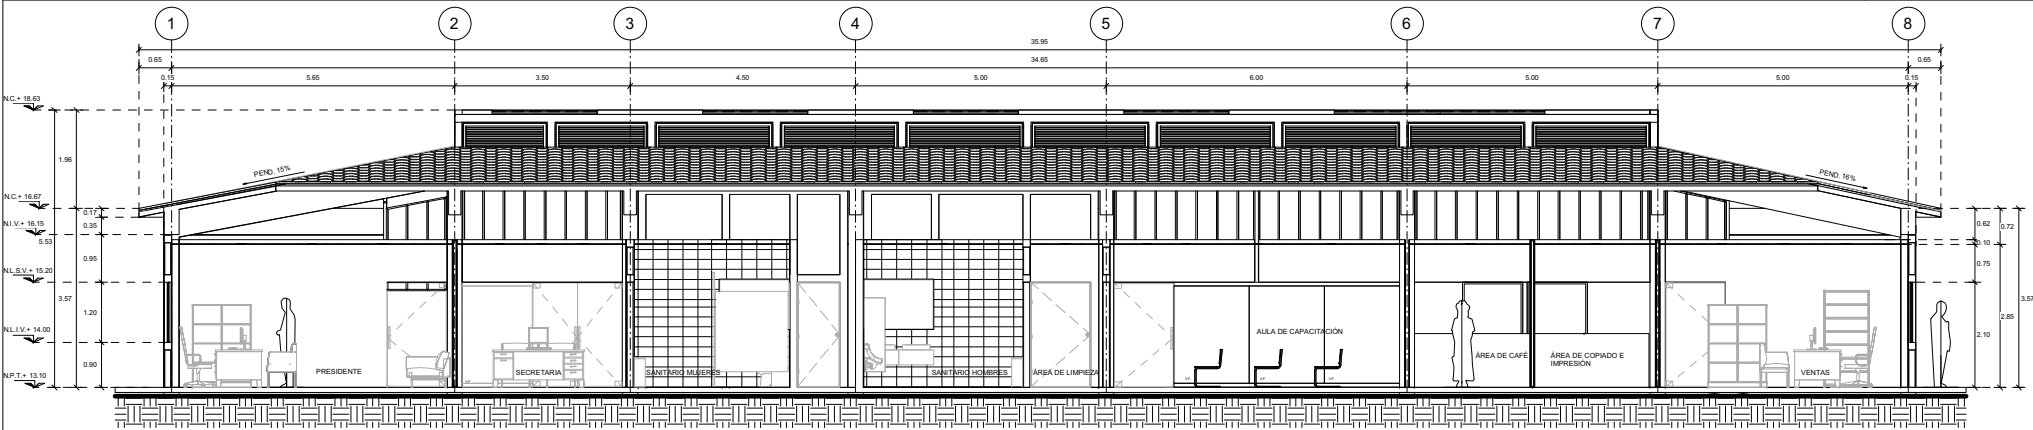 1 2 3 4 5 6 7 8
35.95
0.65 34.65 0.65
0.15 5.65 3.50 4.50 5.00 6.00 5.00 5.00 0.15
N.C.+ 18.63
1.96
PEND. 15%
PEND. 16%
N.C.+ 16.67
0.17
N.I.V.+ 16.15
0.35
5.53
0.62
0.72
0.10
0.95
0.75
N.L.S.V.+ 15.20
3.57
1.20
3.57
2.85
N.L.I.V.+ 14.00
AULA DE CAPACITACIÓN
2.10
0.90
ÁREA DE CAFÉ
ÁREA DE COPIADO E
IMPRESIÓN
PRESIDENTE
SECRETARIA
SANITARIO MUJERES
SANITARIO HOMBRES
ÁREA DE LIMPIEZA
VENTAS
N.P.T.+ 13.10